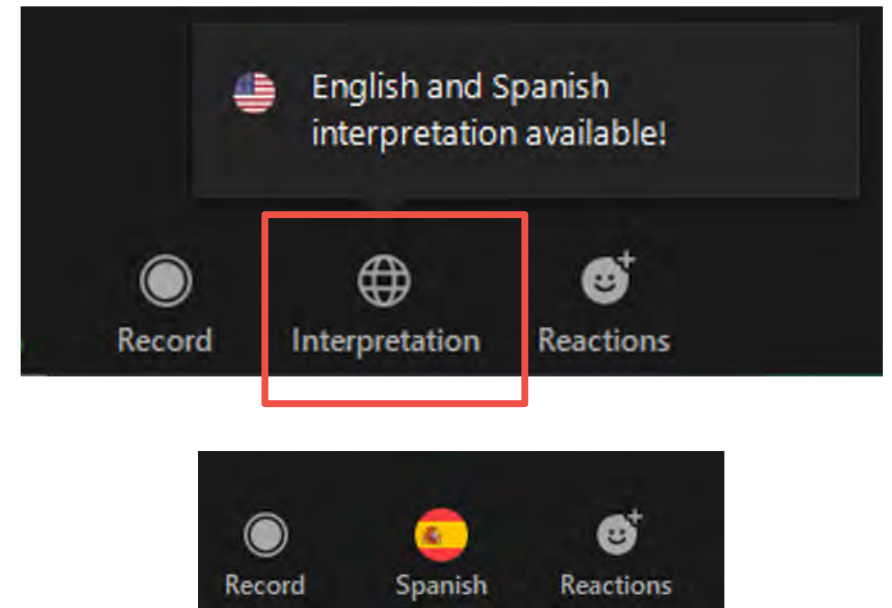 English and Spanish
interpretation available!
Record Interpretation Reactions
Record Spanish Reactions